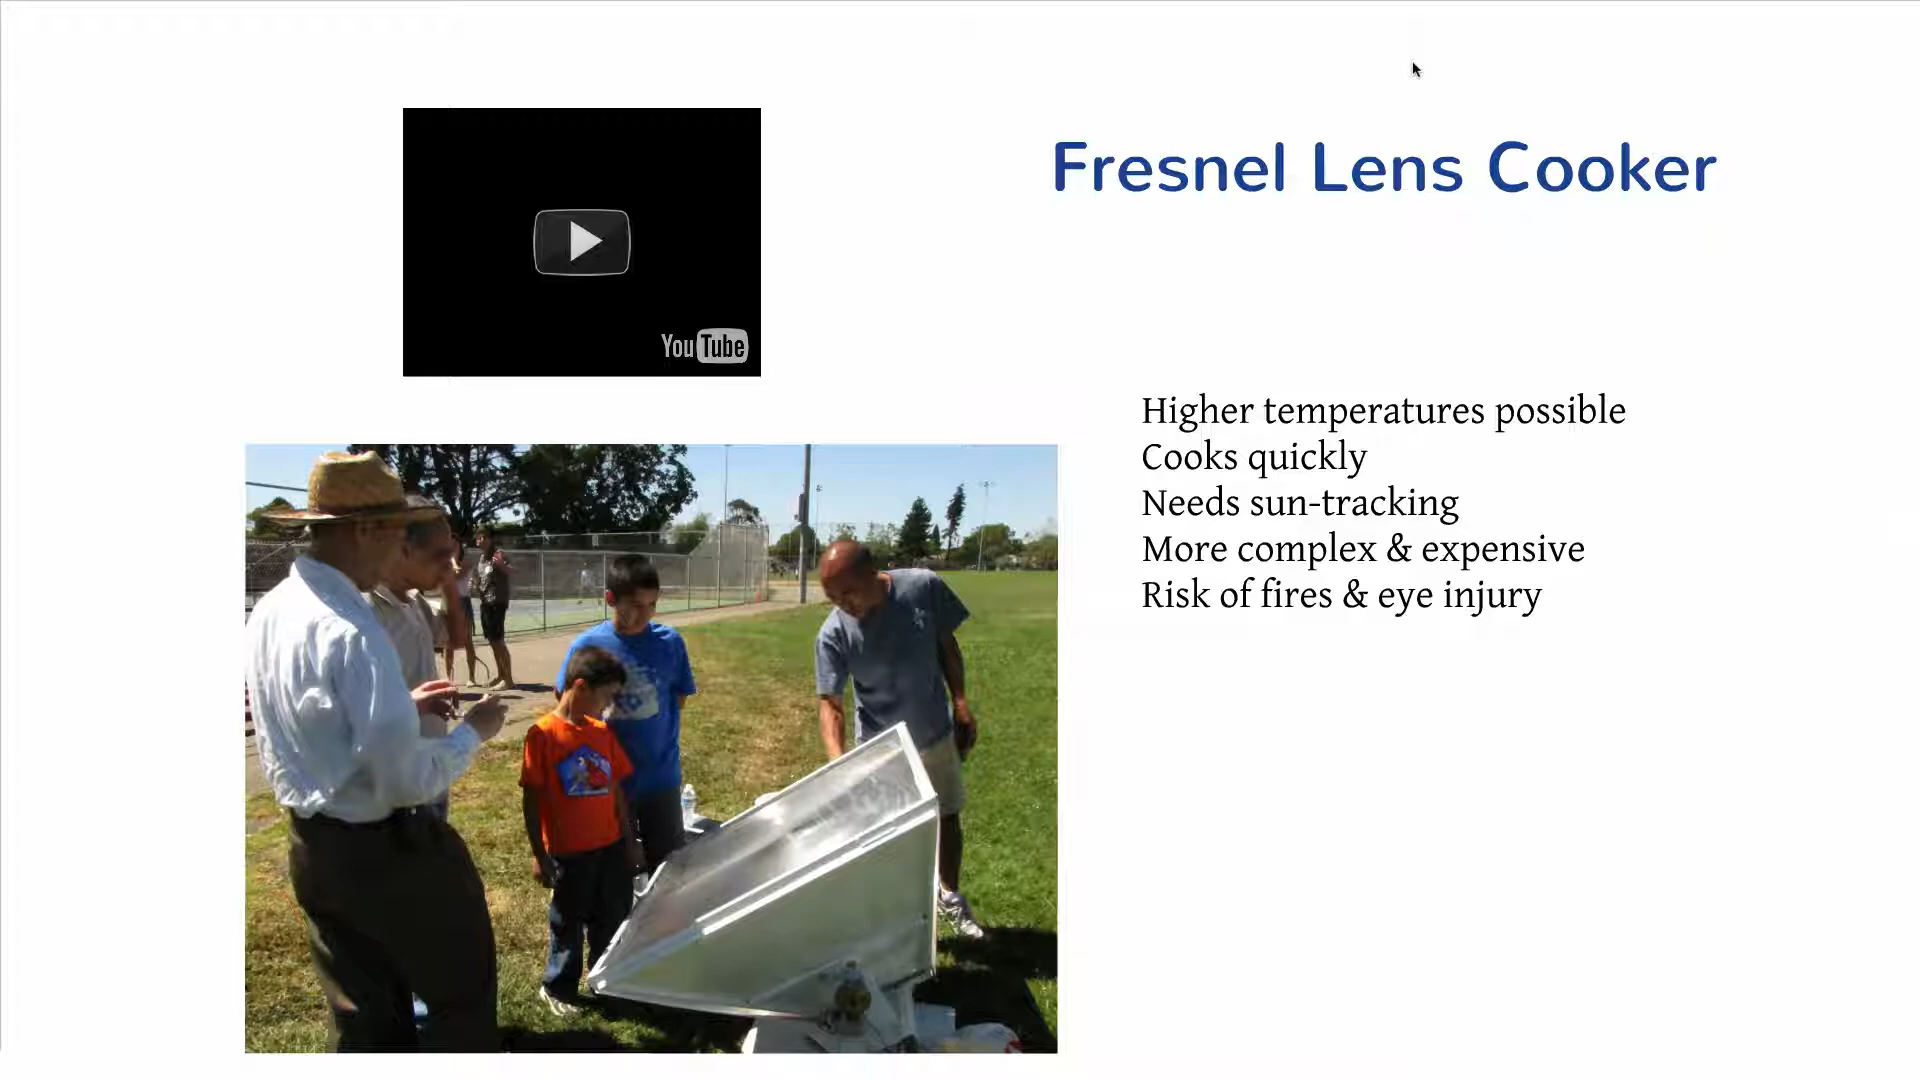 Fresnel Lens Cooker
YouTube
Higher temperatures possible
Cooks quickly
Needs sun-tracking
More complex & expensive
Risk of fires & eye injury